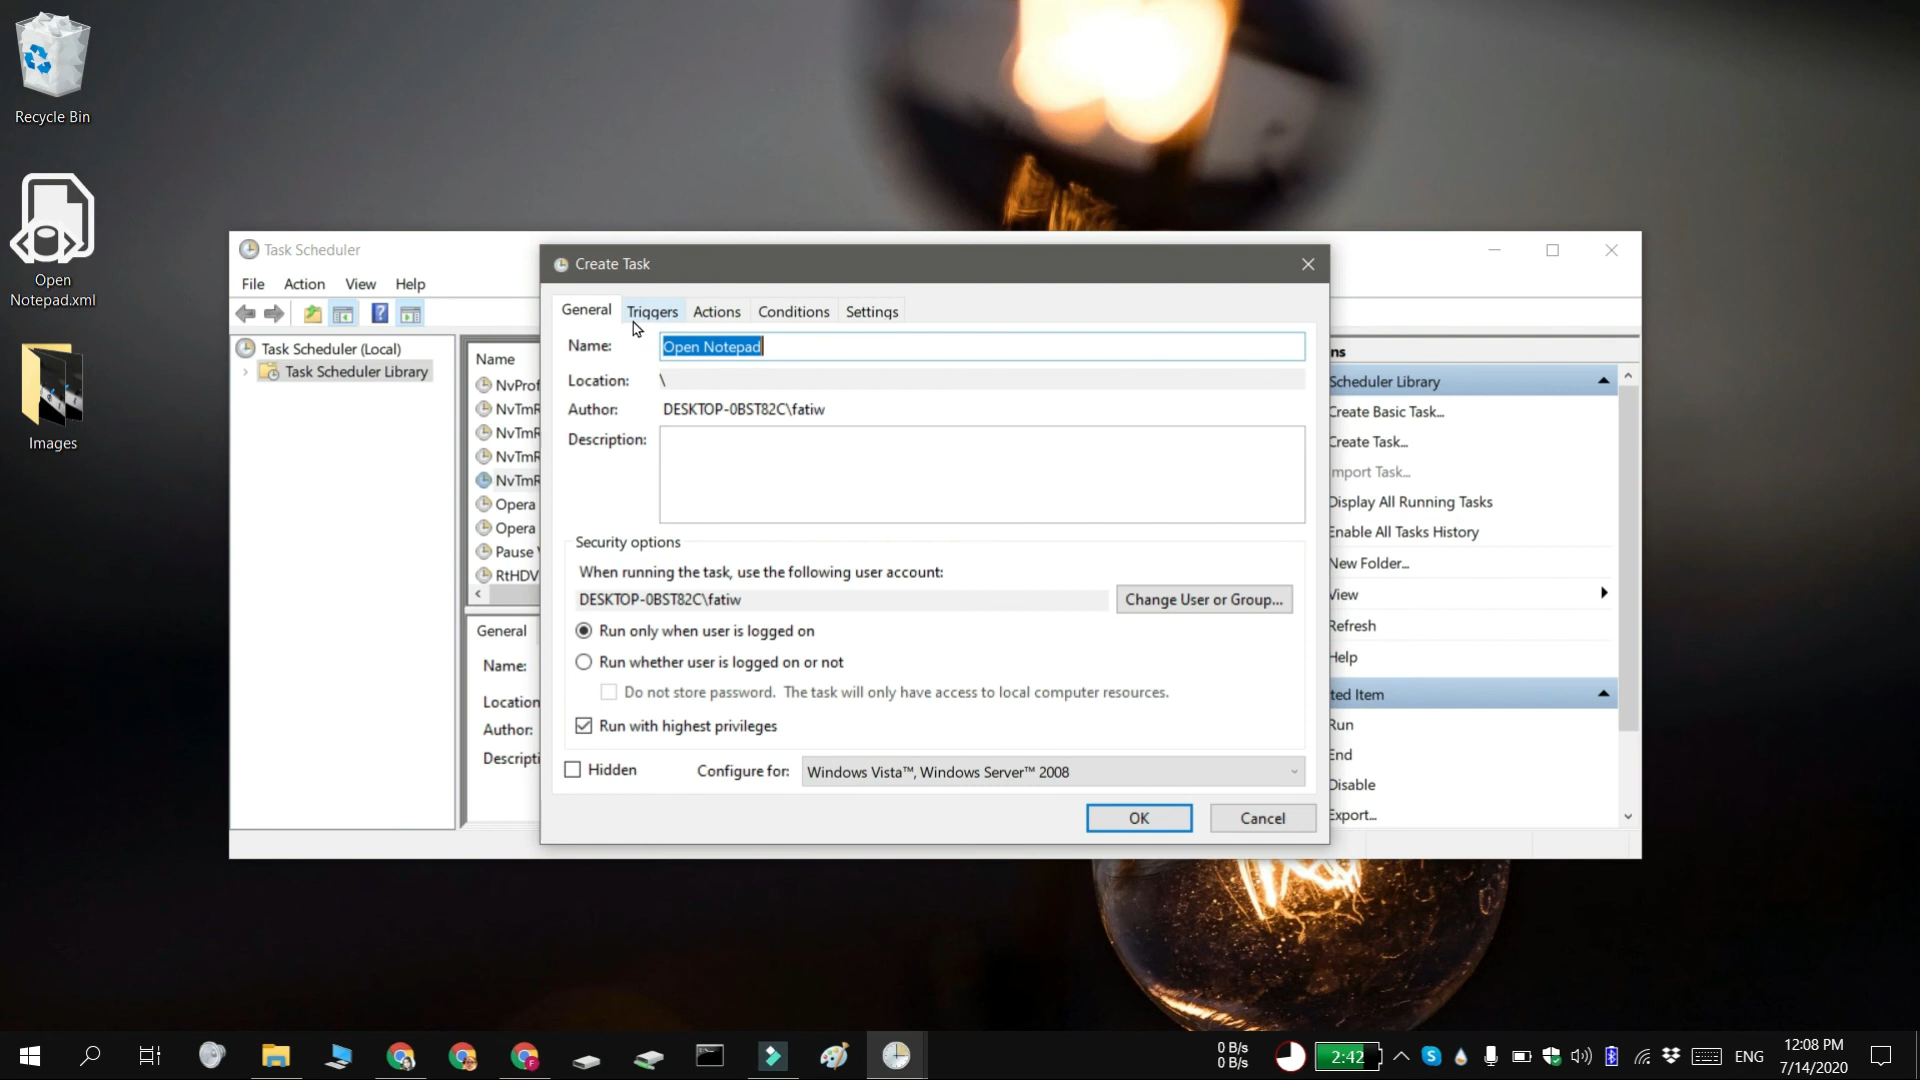 Recycle Bin
Open
Notepad.xml
Images
Task Scheduler
File Action View Help
Task Scheduler (Local)
Task Scheduler Library
Name
NvProf
NvTmR
NvTmR
NvTmR
NvTmR
Opera
Opera
Pause
RtHDV
General
Name:
Location
Author:
Descripti
Create Task
General Triggers Actions Conditions Settings
Name: Open Notepad
Location: \
Author: DESKTOP-0BST82C\fatiw
Description:
Security options
When running the task, use the following user account:
DESKTOP-0BST82C\fatiw Change User or Group...
Run only when user is logged on
Run whether user is logged on or not
Do not store password. The task will only have access to local computer resources.
Run with highest privileges
Hidden Configure for: Windows Vista™, Windows Server™ 2008
OK Cancel
ns
Scheduler Library
Create Basic Task...
Create Task...
mport Task...
Display All Running Tasks
Enable All Tasks History
New Folder...
View
Refresh
Help
ted Item
Run
End
Disable
Export...
0 B/s
0 B/s
2:42
ENG
12:08 PM
7/14/2020